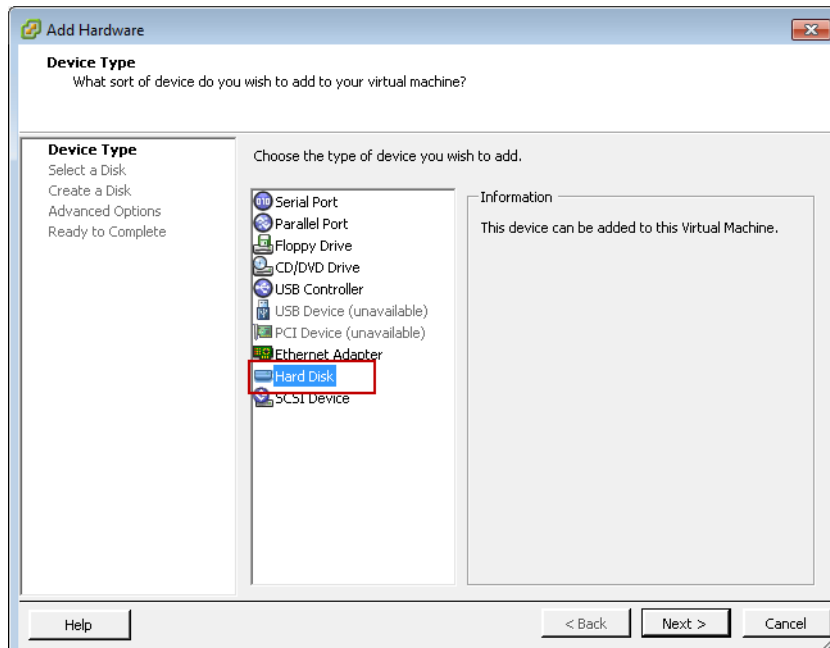 Add Hardware
Device Type
What sort of device do you wish to add to your virtual machine?
Device Type
Select a Disk
Create a Disk
Advanced Options
Ready to Complete
Choose the type of device you wish to add.
Serial Port
Parallel Port
Floppy Drive
CD/DVD Drive
USB Controller
USB Device (unavailable)
PCI Device (unavailable)
Ethernet Adapter
Hard Disk
SCSI Device
Information
This device can be added to this Virtual Machine.
Help
< Back
Next >
Cancel